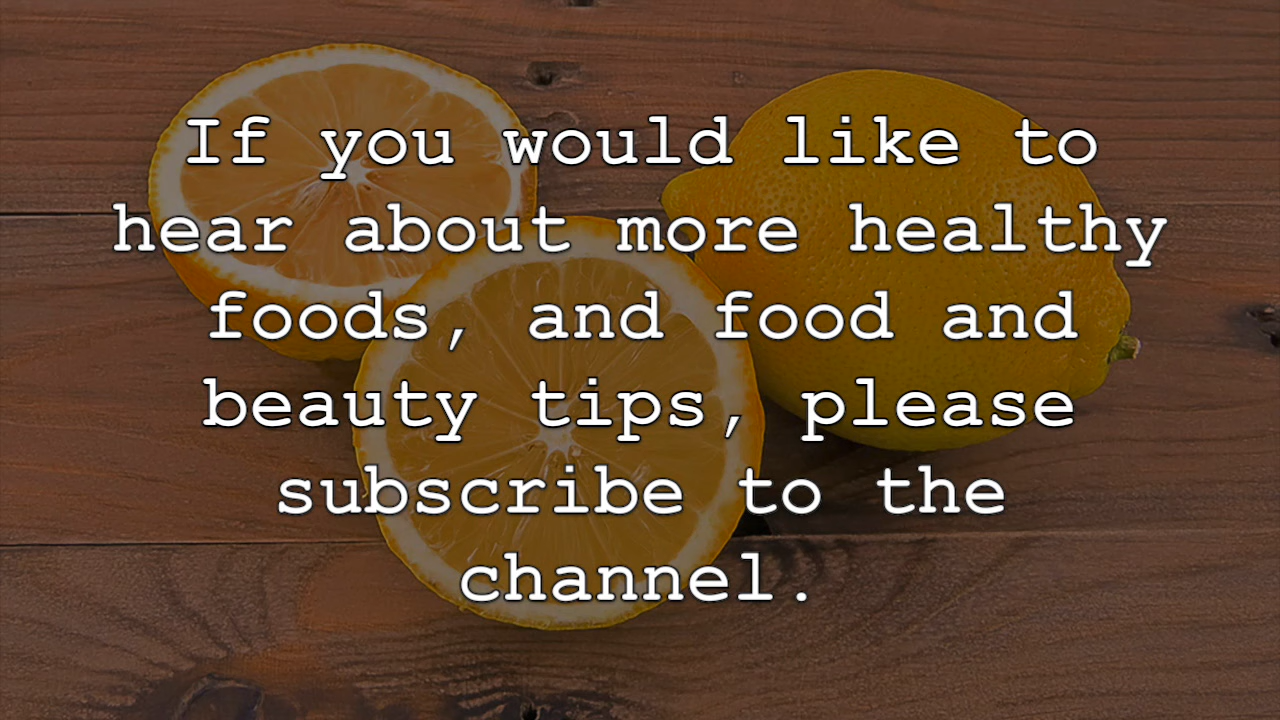 If you would like to
hear about more healthy
foods, and food and
beauty tips, please
subscribe to the
channel.